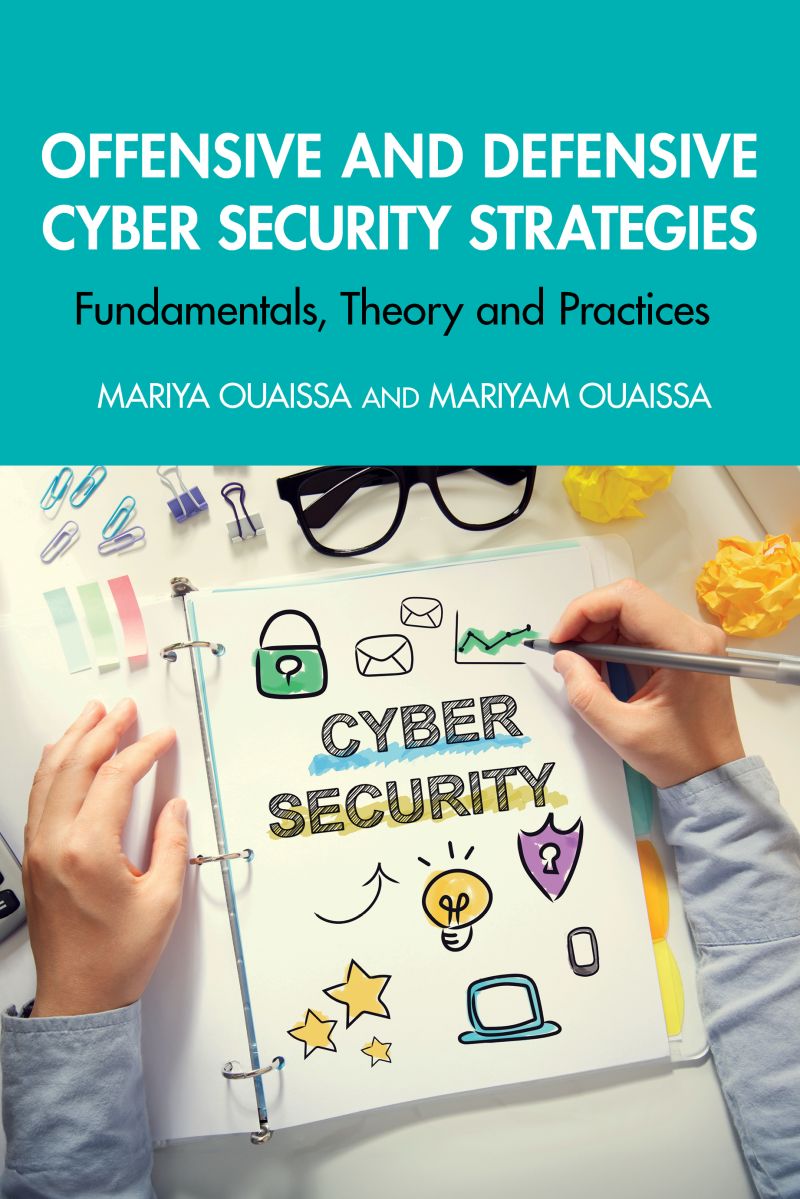 OFFENSIVE AND DEFENSIVE
CYBER SECURITY STRATEGIES
Fundamentals, Theory and Practices
MARIYA OUAISSA AND MARIYAM OUAISSA
CYBER
SECURITY